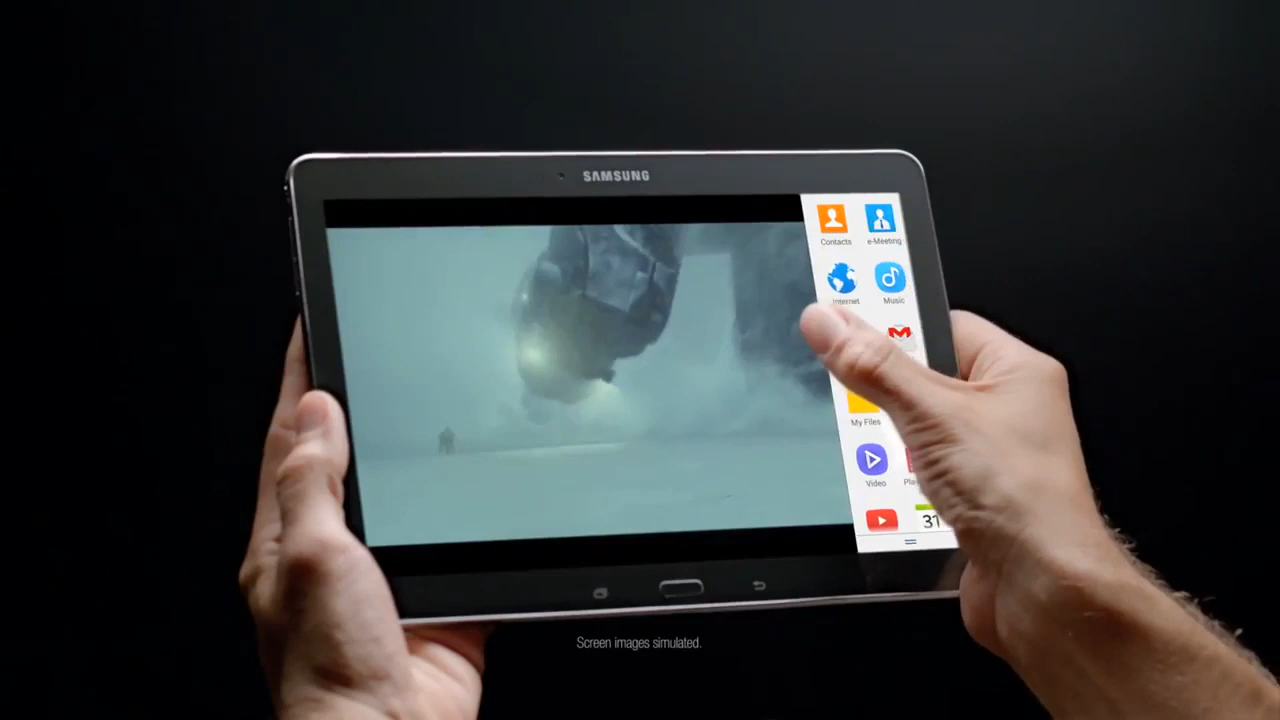 SAMSUNG
Contacts
e-Meeting
Internet
Music
My Files
Video
31
Screen images simulated.